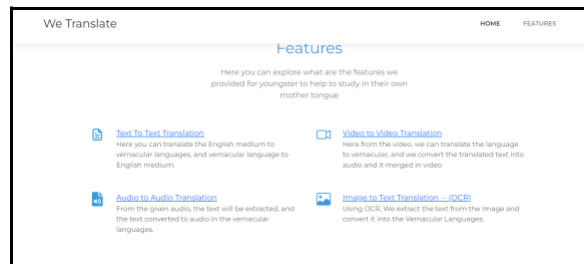 We Translate
HOME FEATURES
Features
Here you can explore what are the features we
provided for youngster to help to study in their own
mother tongue
Text To Text Translation
Here you can translate the English medium to
vernacular languages, and vernacular language to
English medium.
Video to Video Translation
Here from the video, we can translate the language
to vernacular, and we convert the translated text into
audio and it merged in video
Audio to Audio Translation
From the given audio, the text will be extracted, and
the text converted to audio in the vernacular
languages.
Image to Text Translation -- (OCR)
Using OCR, We extract the text from the Image and
convert it into the Vernacular Languages.